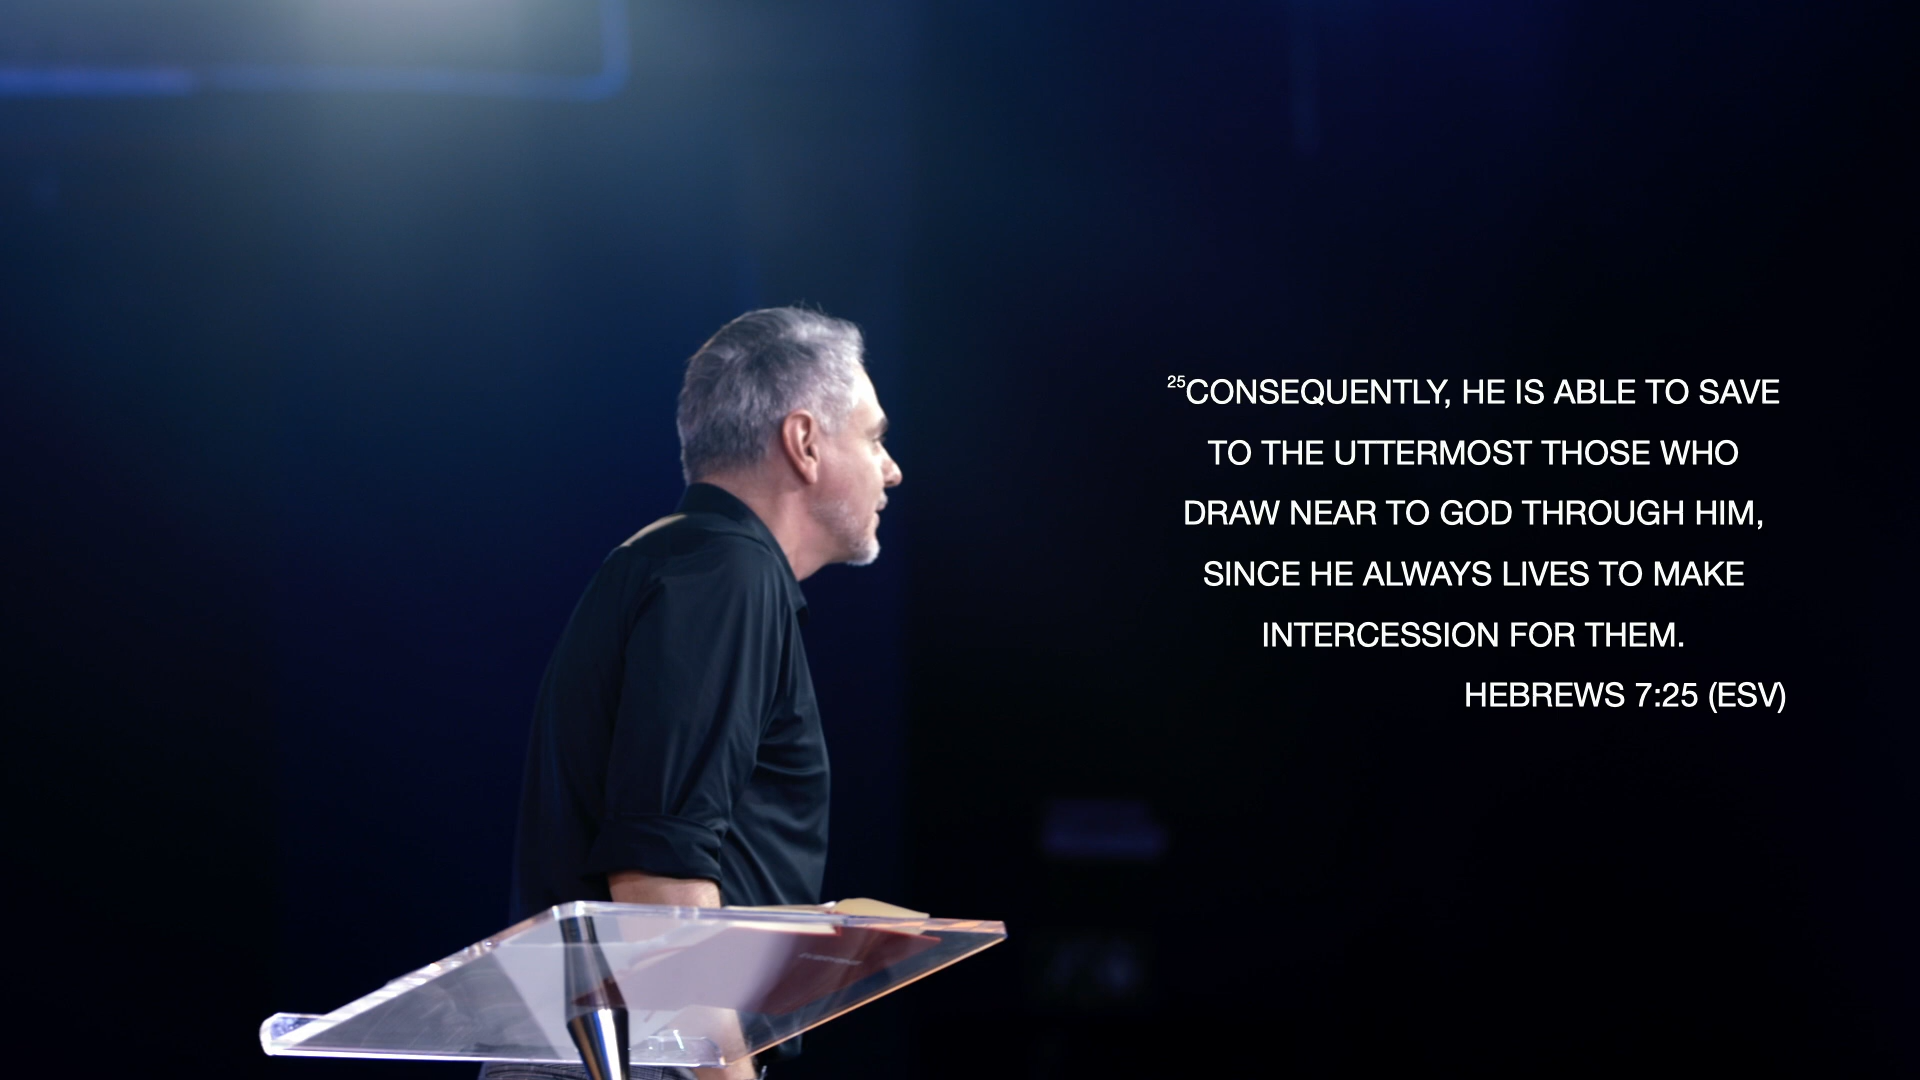 ²⁵CONSEQUENTLY, HE IS ABLE TO SAVE
TO THE UTTERMOST THOSE WHO
DRAW NEAR TO GOD THROUGH HIM,
SINCE HE ALWAYS LIVES TO MAKE
INTERCESSION FOR THEM.
HEBREWS 7:25 (ESV)